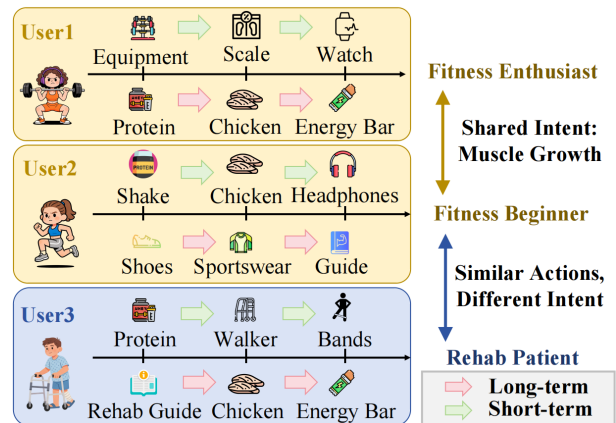 User1
Equipment Scale Watch
Protein Chicken Energy Bar
User2
PROTEIN
Shake Chicken Headphones
Shoes Sportswear Guide
User3
Protein Walker Bands
Rehab Guide Chicken Energy Bar
Fitness Enthusiast
Shared Intent:
Muscle Growth
Fitness Beginner
Similar Actions,
Different Intent
Rehab Patient
Long-term
Short-term